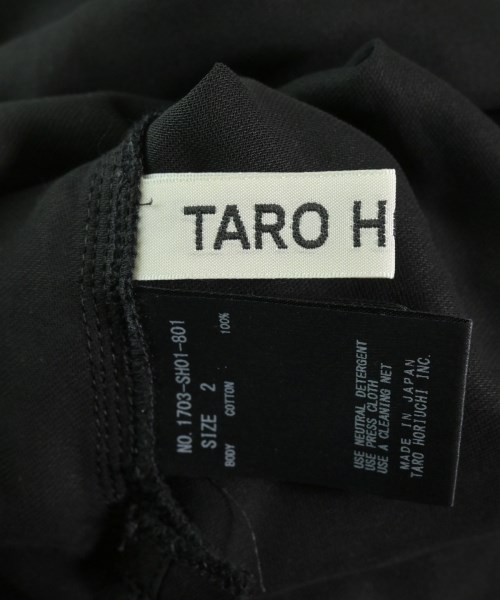 TARO H
NO. 1703-SH01-801
SIZE 2
BODY COTTON 100%
USE NEUTRAL DETERGENT
USE PRESS CLOTH
USE A CLEANING NET
MADE IN JAPAN
TARO HORIUCHI INC.